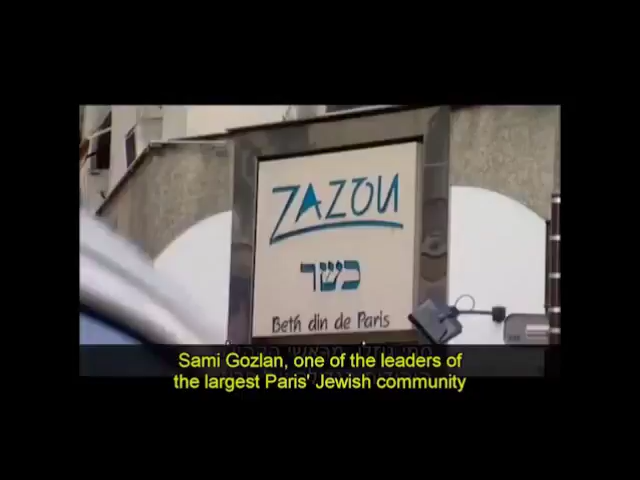 ZAZOU
כשר
Beth din de Paris
Sami Gozlan, one of the leaders of
the largest Paris' Jewish community